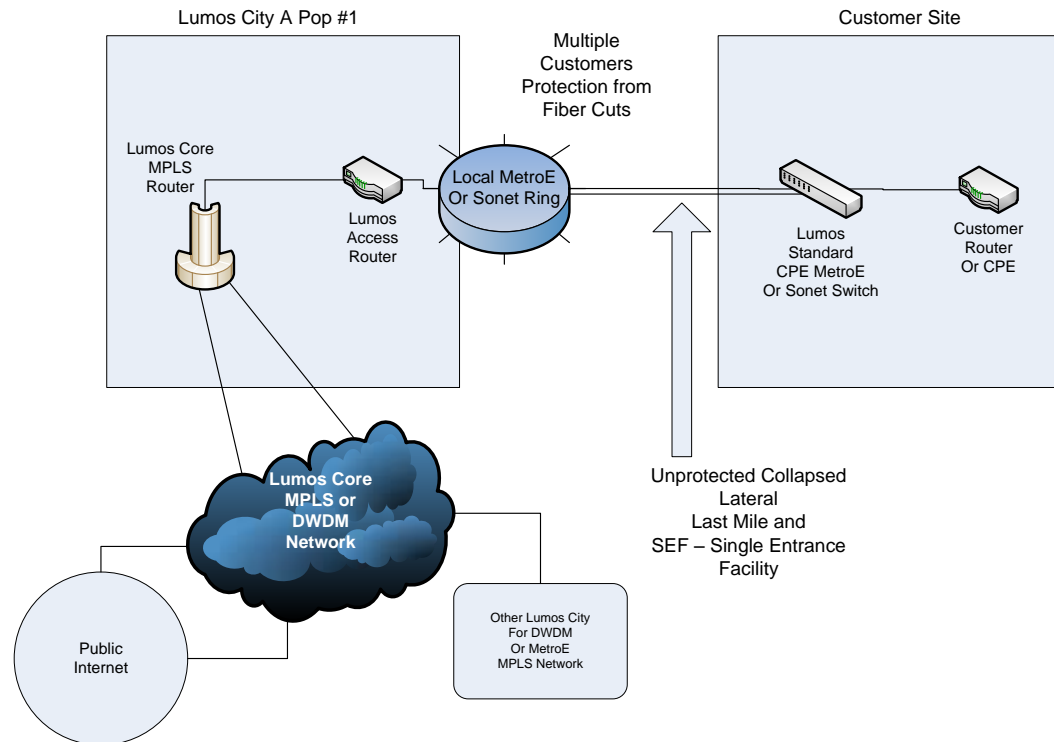 Lumos City A Pop #1
Customer Site
Multiple
Customers
Protection from
Fiber Cuts
Lumos Core
MPLS
Router
Lumos
Access
Router
Local MetroE
Or Sonet Ring
Lumos
Standard
CPE MetroE
Or Sonet Switch
Customer
Router
Or CPE
Lumos Core
MPLS or
DWDM
Network
Unprotected Collapsed
Lateral
Last Mile and
SEF – Single Entrance
Facility
Public
Internet
Other Lumos City
For DWDM
Or MetroE
MPLS Network